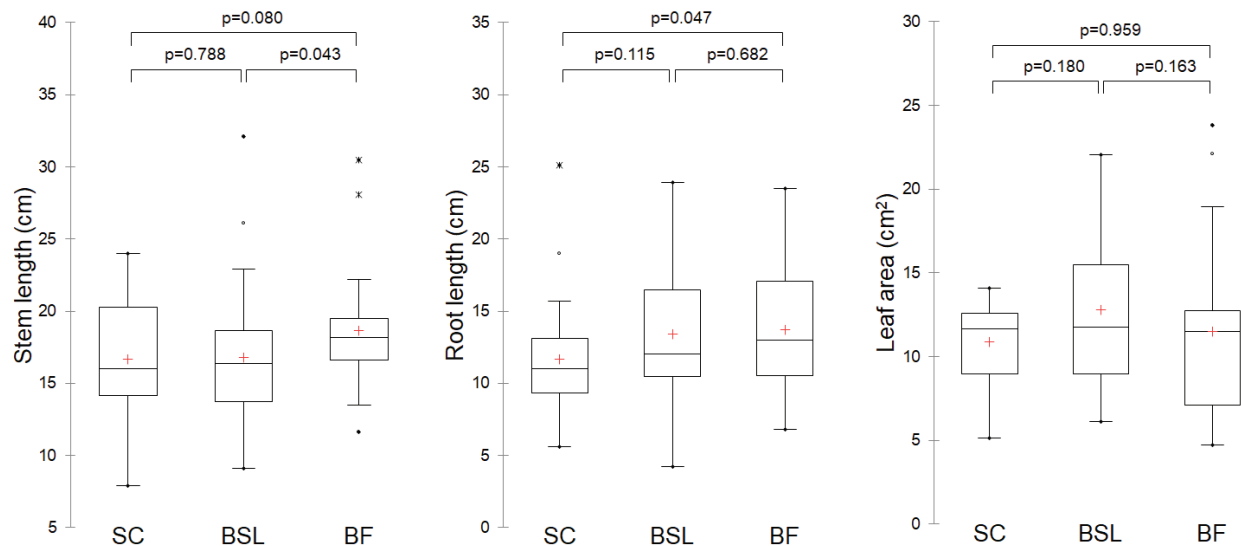 Stem length (cm)
40
35
30
25
20
15
10
5
p=0.080
p=0.788 p=0.043
SC BSL BF
Root length (cm)
35
30
25
20
15
10
5
0
p=0.047
p=0.115 p=0.682
SC BSL BF
Leaf area (cm²)
30
25
20
15
10
5
0
p=0.959
p=0.180 p=0.163
SC BSL BF